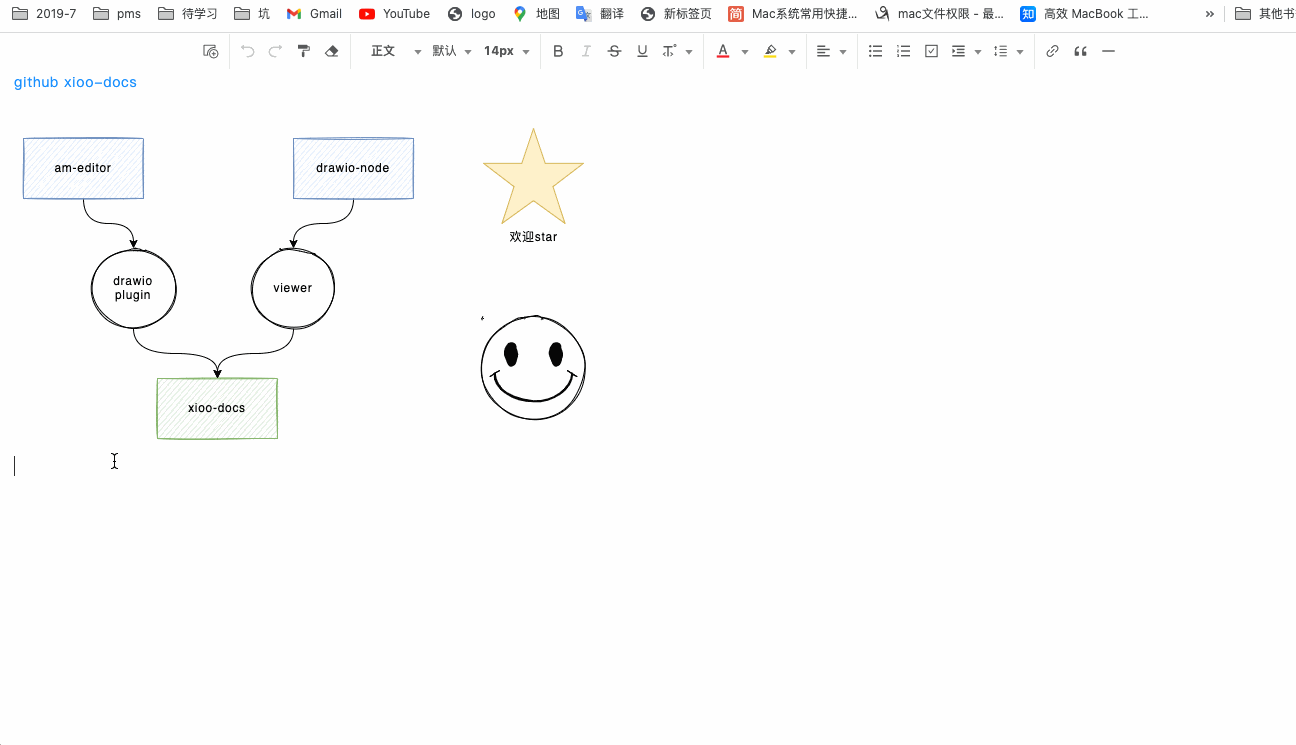 2019-7 pms 待学习 坑 Gmail YouTube logo 地图 翻译 新标签页 简 Mac系统常用快捷... mac文件权限 - 最... 知 高效 MacBook 工... » 其他书
正文 默认 14px B I S U T A
github xioo-docs
am-editor drawio-node
欢迎star
drawio
plugin
viewer
xioo-docs